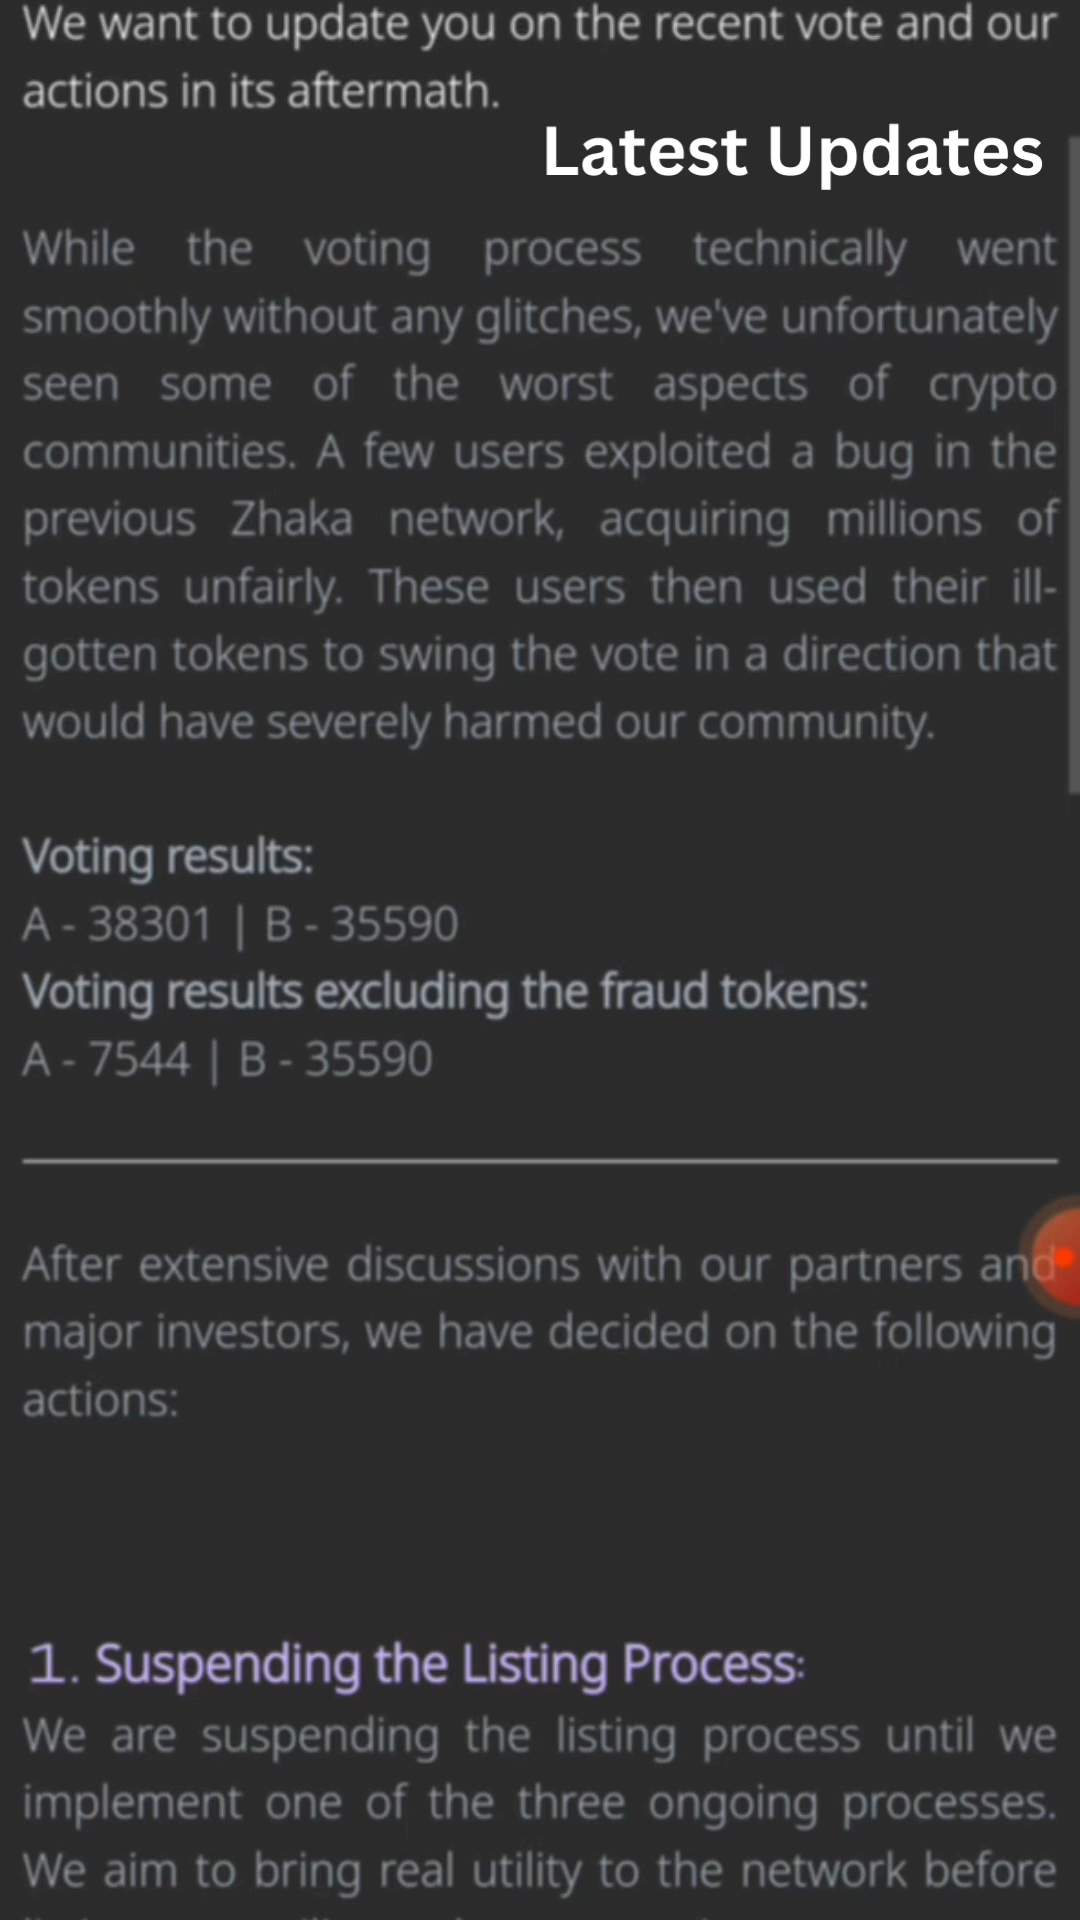 We want to update you on the recent vote and our
actions in its aftermath.
Latest Updates
While the voting process technically went
smoothly without any glitches, we've unfortunately
seen some of the worst aspects of crypto
communities. A few users exploited a bug in the
previous Zhaka network, acquiring millions of
tokens unfairly. These users then used their ill-
gotten tokens to swing the vote in a direction that
would have severely harmed our community.
Voting results:
A - 38301 | B - 35590
Voting results excluding the fraud tokens:
A - 7544 | B - 35590
After extensive discussions with our partners and
major investors, we have decided on the following
actions:
1. Suspending the Listing Process:
We are suspending the listing process until we
implement one of the three ongoing processes.
We aim to bring real utility to the network before